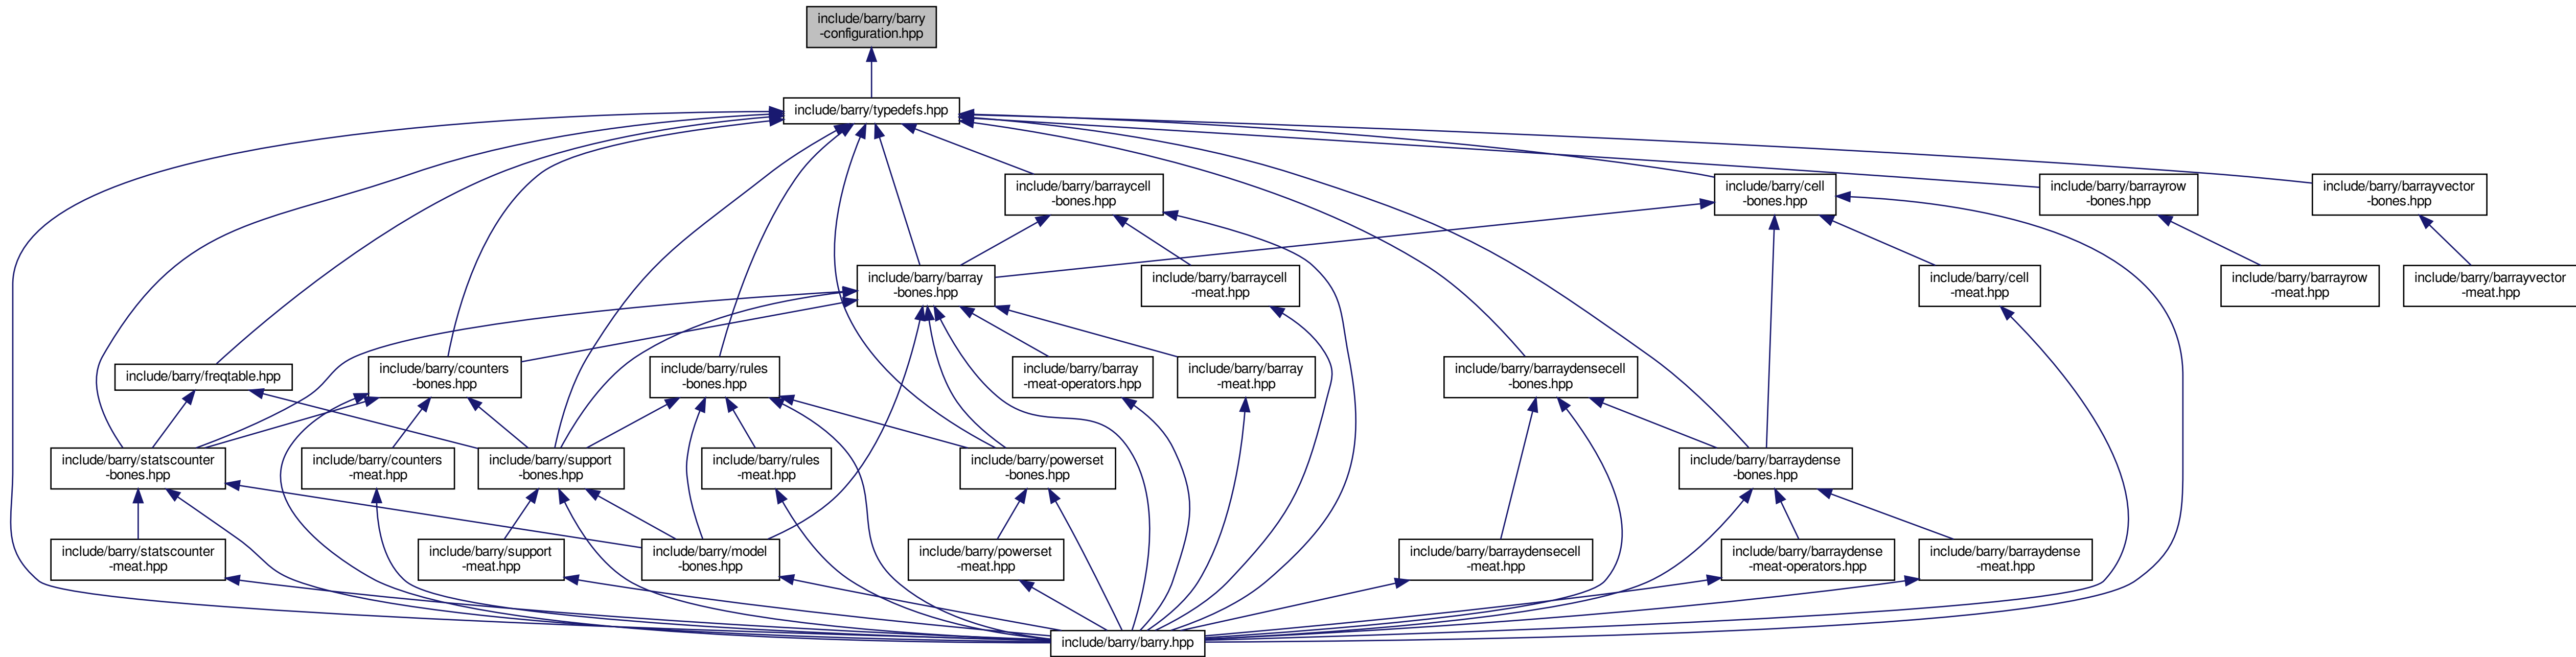 include/barry/barry
-configuration.hpp
include/barry/typedefs.hpp
include/barry/barraycell
-bones.hpp
include/barry/cell
-bones.hpp
include/barry/barrayrow
-bones.hpp
include/barry/barrayvector
-bones.hpp
include/barry/barray
-bones.hpp
include/barry/barraycell
-meat.hpp
include/barry/cell
-meat.hpp
include/barry/barrayrow
-meat.hpp
include/barry/barrayvector
-meat.hpp
include/barry/freqtable.hpp
include/barry/counters
-bones.hpp
include/barry/rules
-bones.hpp
include/barry/barray
-meat-operators.hpp
include/barry/barray
-meat.hpp
include/barry/barraydensecell
-bones.hpp
include/barry/statscounter
-bones.hpp
include/barry/counters
-meat.hpp
include/barry/support
-bones.hpp
include/barry/rules
-meat.hpp
include/barry/powerset
-bones.hpp
include/barry/barraydense
-bones.hpp
include/barry/statscounter
-meat.hpp
include/barry/support
-meat.hpp
include/barry/model
-bones.hpp
include/barry/powerset
-meat.hpp
include/barry/barraydensecell
-meat.hpp
include/barry/barraydense
-meat-operators.hpp
include/barry/barraydense
-meat.hpp
include/barry/barry.hpp